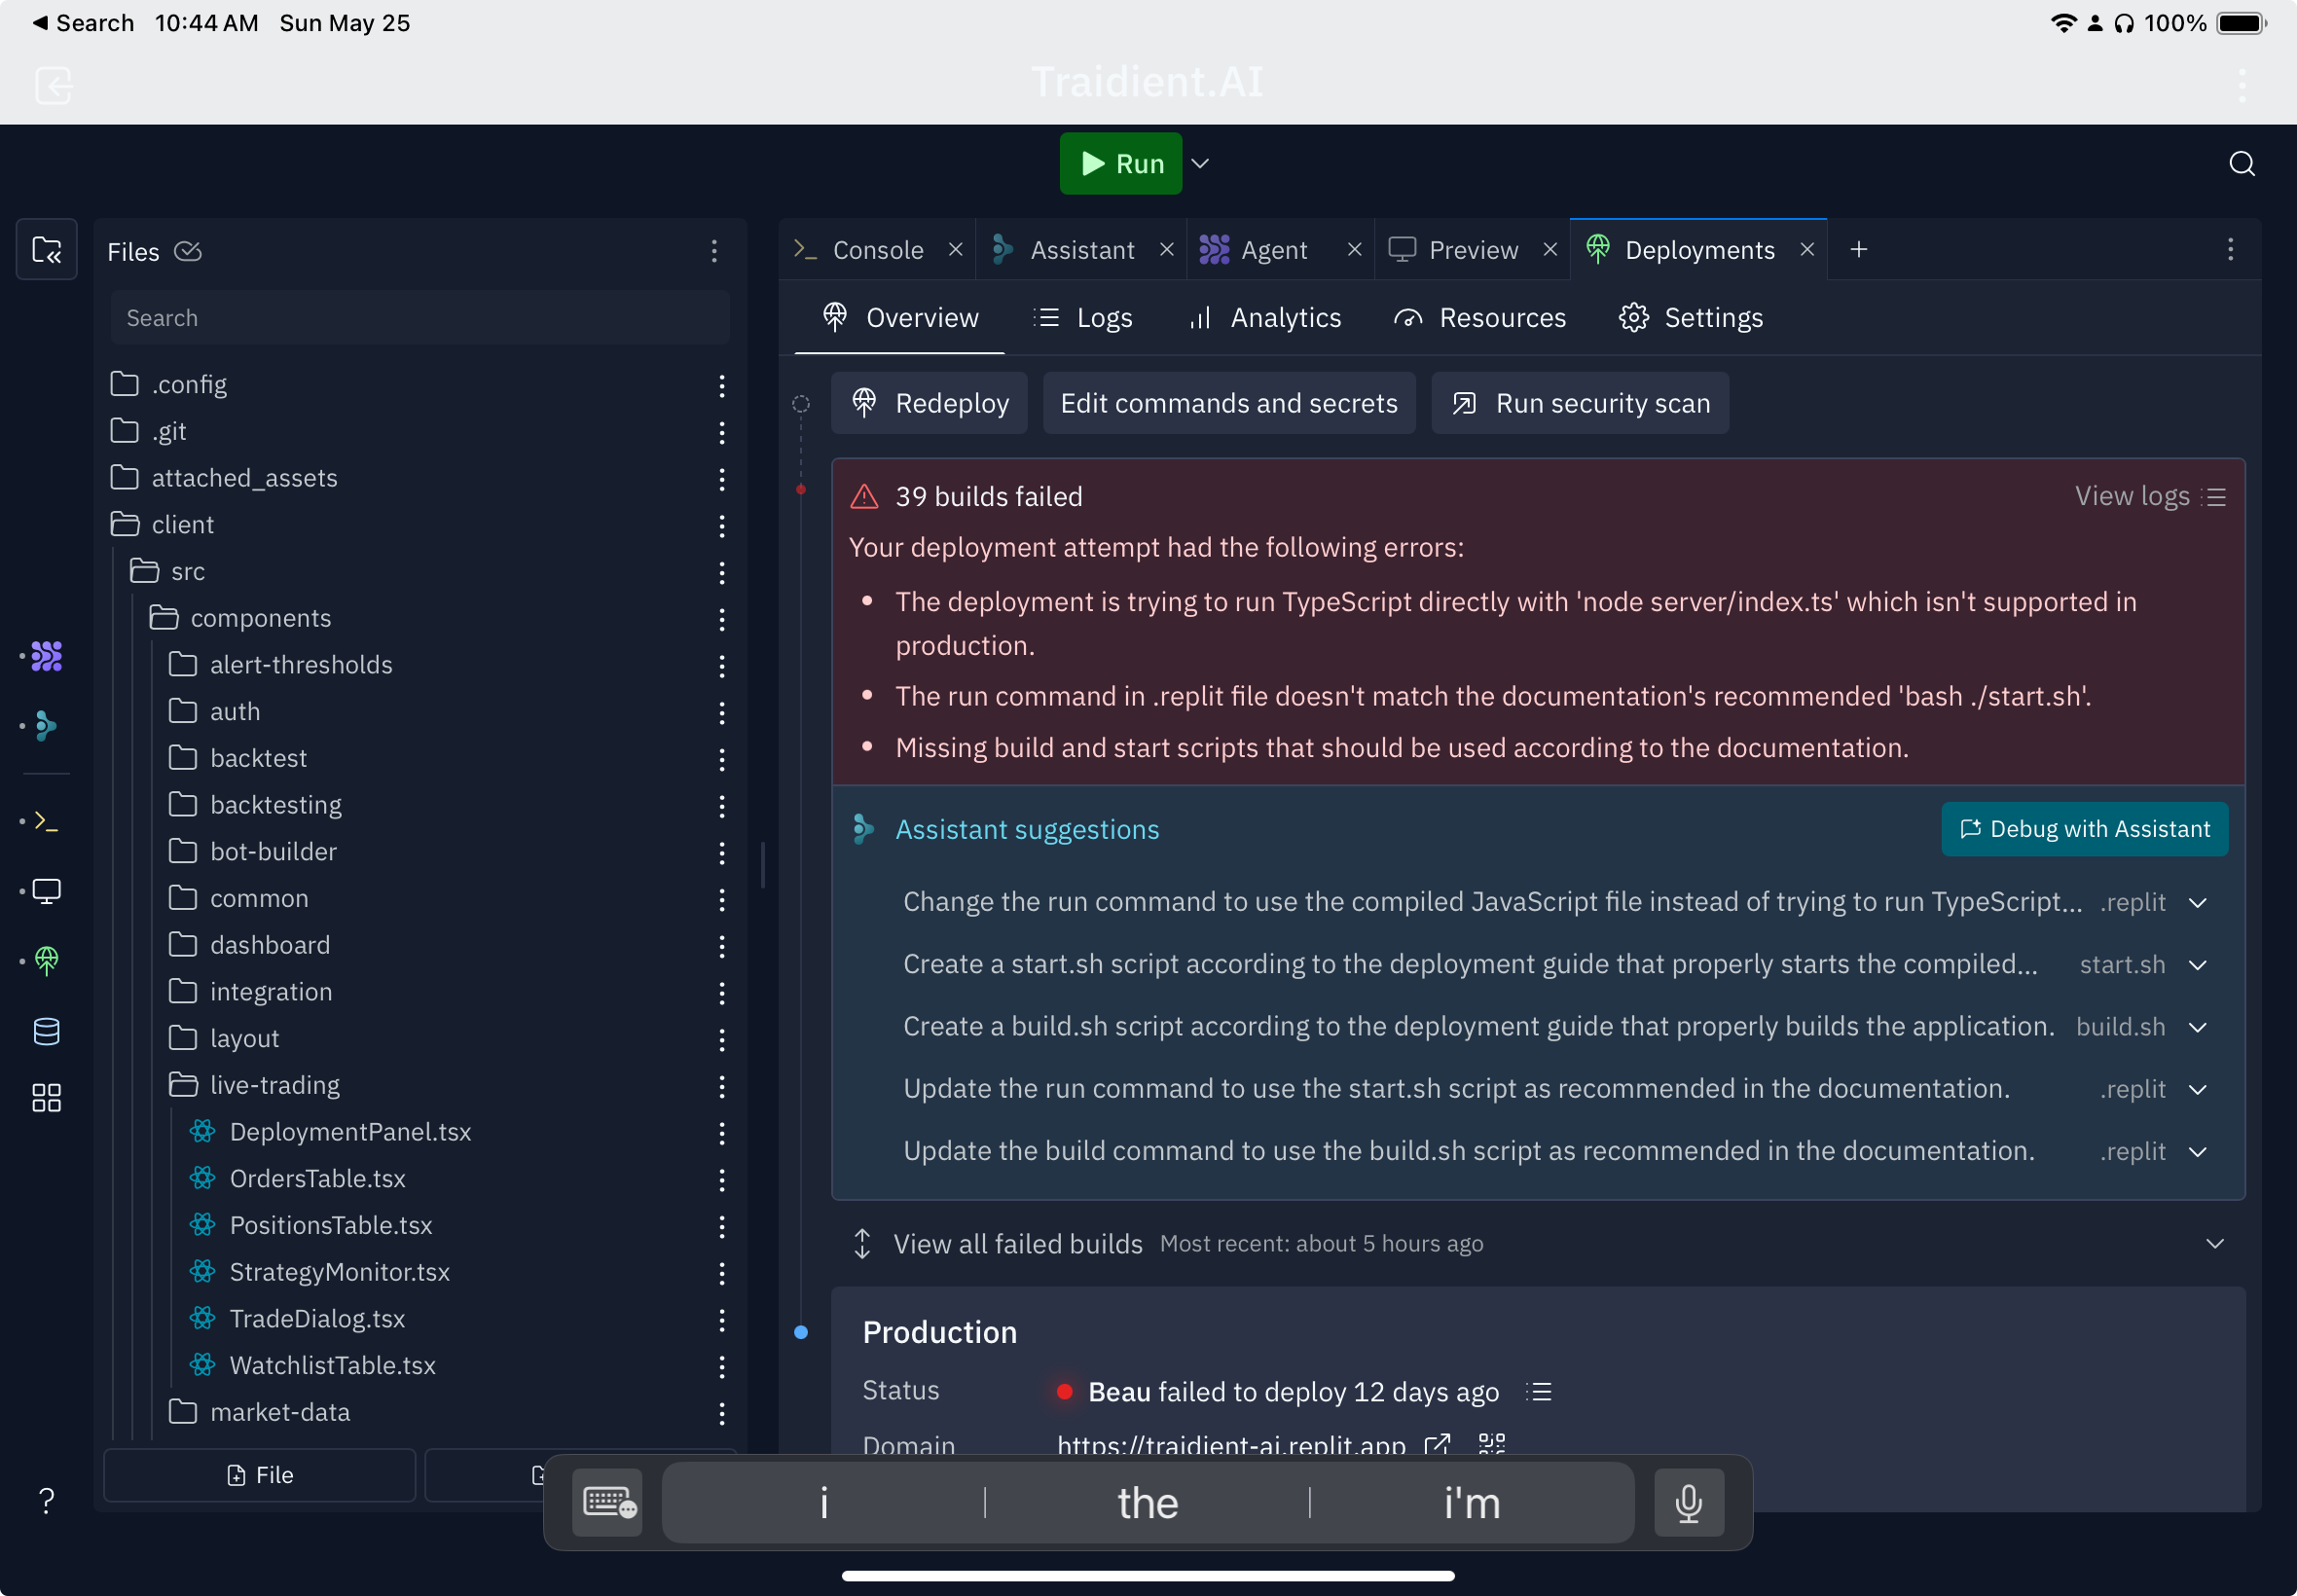 Search 10:44 AM Sun May 25
100%
Traidient.AI
Run
Files
Search
.config
.git
attached_assets
client
src
components
alert-thresholds
auth
backtest
backtesting
bot-builder
common
dashboard
integration
layout
live-trading
DeploymentPanel.tsx
OrdersTable.tsx
PositionsTable.tsx
StrategyMonitor.tsx
TradeDialog.tsx
WatchlistTable.tsx
market-data
File
?
Console
Assistant
Agent
Preview
Deployments
Overview
Logs
Analytics
Resources
Settings
Redeploy
Edit commands and secrets
Run security scan
39 builds failed
View logs
Your deployment attempt had the following errors:
• The deployment is trying to run TypeScript directly with 'node server/index.ts' which isn't supported in
production.
• The run command in .replit file doesn't match the documentation's recommended 'bash ./start.sh'.
• Missing build and start scripts that should be used according to the documentation.
Assistant suggestions
Debug with Assistant
Change the run command to use the compiled JavaScript file instead of trying to run TypeScript... .replit
Create a start.sh script according to the deployment guide that properly starts the compiled... start.sh
Create a build.sh script according to the deployment guide that properly builds the application. build.sh
Update the run command to use the start.sh script as recommended in the documentation. .replit
Update the build command to use the build.sh script as recommended in the documentation. .replit
View all failed builds Most recent: about 5 hours ago
Production
Status Beau failed to deploy 12 days ago
Domain https://traidient-ai.replit.app
i the i'm